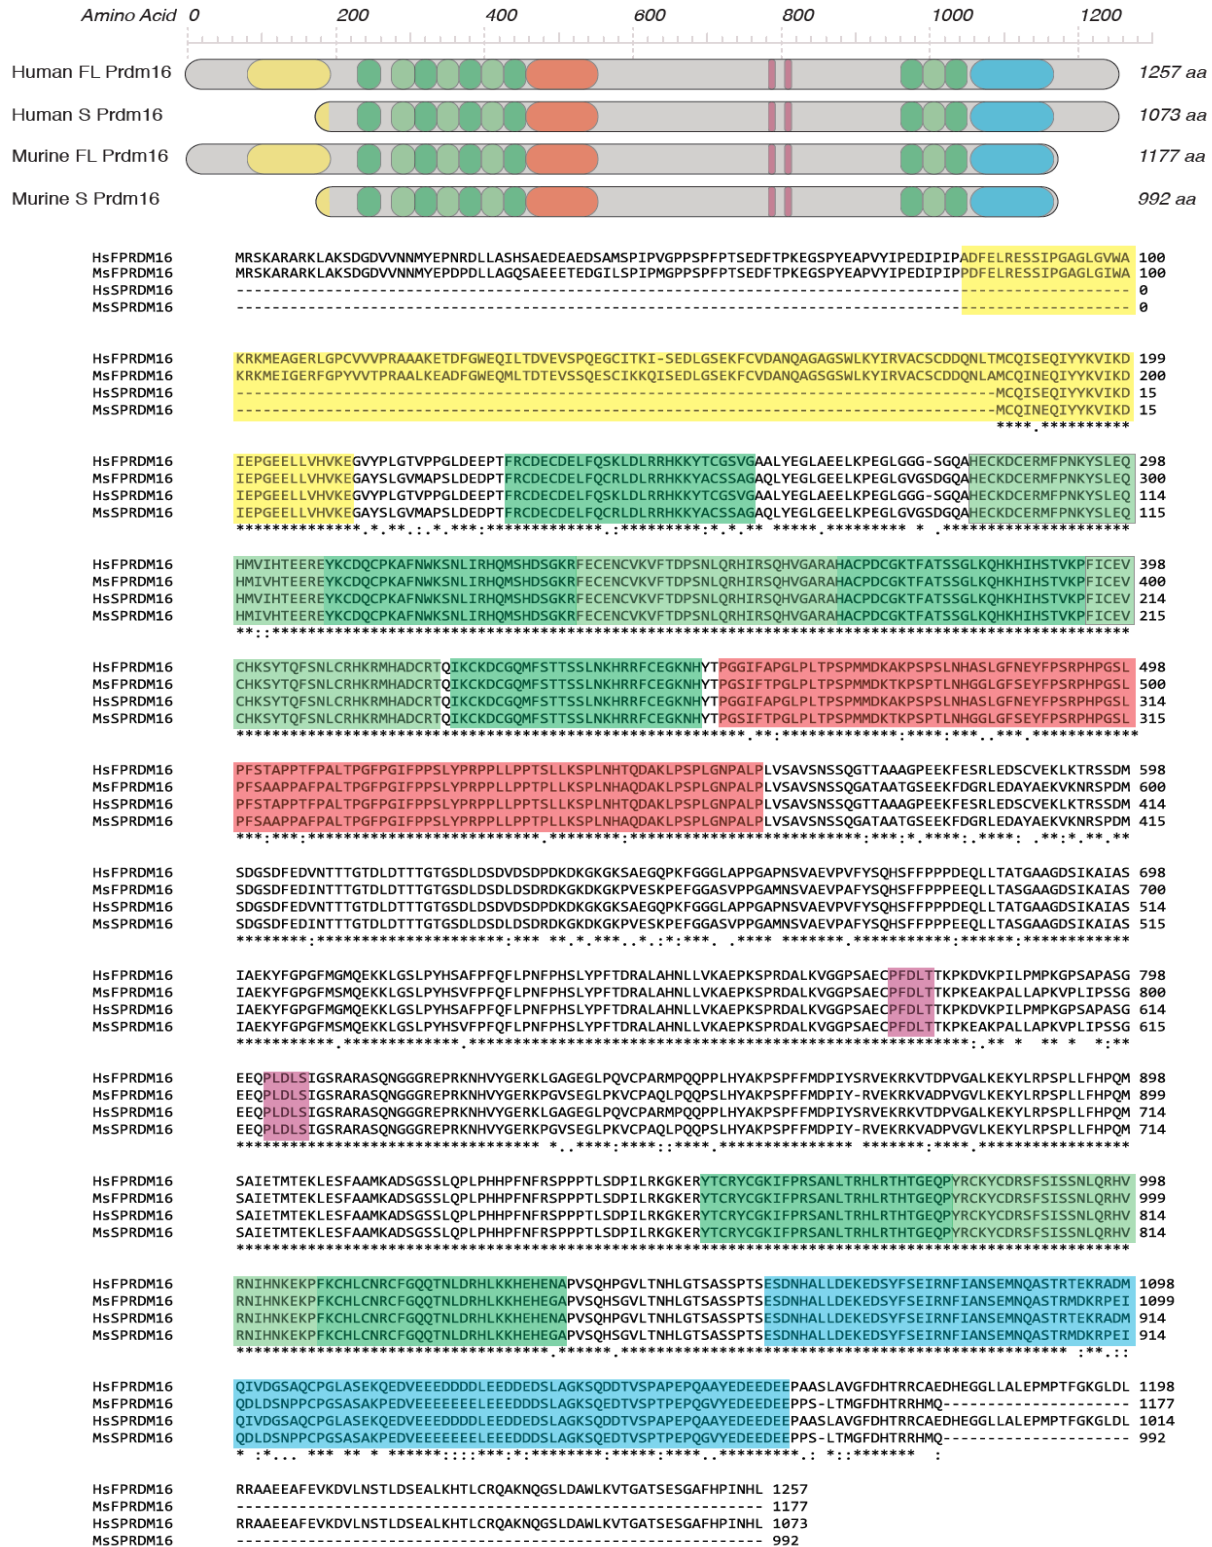 Amino Acid 0 200 400 600 800 1000 1200
Human FL Prdm16 1257 aa
Human S Prdm16 1073 aa
Murine FL Prdm16 1177 aa
Murine S Prdm16 992 aa
HsFPRDM16 MRSKARARKLAKSDGDVVNNMYEPNRDLLASHSAEDEAEDSAMSPIPVGPPSPFPTSEDFTPKEGSPYEAPVYIPEDIPIPADFELRESSIPGAGLGVWA 100
MsFPRDM16 MRSKARARKLAKSDGDVVNNMYEPDPDLLAGQSAEEETEDGILSPIPMGPPSPFPTSEDFTPKEGSPYEAPVYIPEDIPIPPDFELRESSIPGAGLGIWA 100
HsSPRDM16 ---------------------------------------------------------------------------------------------------- 0
MsSPRDM16 ---------------------------------------------------------------------------------------------------- 0
HsFPRDM16 KRKMEAGERLGPCVVVPRAAAKETDFGWEQILTDVEVSPQEGCITKI-SEDLGSEKFCVDANQAGAGSWLKYIRVACSCDDQNLTMCQISEQIYYKVIKD 199
MsFPRDM16 KRKMEIGERFGPYVVTPRAALKEADFGWEQMLTDTEVSSQESCIKKQISEDLGSEKFCVDANQAGSGSWLKYIRVACSCDDQNLAMCQINEQIYYKVIKD 200
HsSPRDM16 -------------------------------------------------------------------------------------MCQISEQIYYKVIKD 15
MsSPRDM16 -------------------------------------------------------------------------------------MCQINEQIYYKVIKD 15
****.**********
HsFPRDM16 IEPGEELLVHVKEGVYPLGTVPPGLDEEPTFRCDECDELFQSKLDLRRHKKYTCGSVGAALYEGLAEELKPEGLGGG-SGQAHECKDCERMFPNKYSLEQ 298
MsFPRDM16 IEPGEELLVHVKEGAYSLGVMAPSLDEDPTFRCDECDELFQCRLDLRRHKKYACSSAGAQLYEGLGEELKPEGLGVGSDGQAHECKDCERMFPNKYSLEQ 300
HsSPRDM16 IEPGEELLVHVKEGVYPLGTVPPGLDEEPTFRCDECDELFQSKLDLRRHKKYTCGSVGAALYEGLAEELKPEGLGGG-SGQAHECKDCERMFPNKYSLEQ 114
MsSPRDM16 IEPGEELLVHVKEGAYSLGVMAPSLDEDPTFRCDECDELFQCRLDLRRHKKYACSSAGAQLYEGLGEELKPEGLGVGSDGQAHECKDCERMFPNKYSLEQ 115
**************.*.**.:.*.***:*************.:*********.*.*.** *****.********* * .*********************
HsFPRDM16 HMVIHTEEREYKCDQCPKAFNWKSNLIRHQMSHDSGKRFECENCVKVFTDPSNLQRHIRSQHVGARAHACPDCGKTFATSSGLKQHKHIHSTVKPFICEV 398
MsFPRDM16 HMIVHTEEREYKCDQCPKAFNWKSNLIRHQMSHDSGKRFECENCVKVFTDPSNLQRHIRSQHVGARAHACPDCGKTFATSSGLKQHKHIHSTVKPFICEV 400
HsSPRDM16 HMVIHTEEREYKCDQCPKAFNWKSNLIRHQMSHDSGKRFECENCVKVFTDPSNLQRHIRSQHVGARAHACPDCGKTFATSSGLKQHKHIHSTVKPFICEV 214
MsSPRDM16 HMIVHTEEREYKCDQCPKAFNWKSNLIRHQMSHDSGKRFECENCVKVFTDPSNLQRHIRSQHVGARAHACPDCGKTFATSSGLKQHKHIHSTVKPFICEV 215
**::************************************************************************************************
HsFPRDM16 CHKSYTQFSNLCRHKRMHADCRTQIKCKDCGQMFSTTSSLNKHRRFCEGKNHYTPGGIFAPGLPLTPSPMMDKAKPSPSLNHASLGFNEYFPSRPHPGSL 498
MsFPRDM16 CHKSYTQFSNLCRHKRMHADCRTQIKCKDCGQMFSTTSSLNKHRRFCEGKNHYTPGSIFTPGLPLTPSPMMDKTKPSPTLNHGGLGFSEYFPSRPHPGSL 500
HsSPRDM16 CHKSYTQFSNLCRHKRMHADCRTQIKCKDCGQMFSTTSSLNKHRRFCEGKNHYTPGGIFAPGLPLTPSPMMDKAKPSPSLNHASLGFNEYFPSRPHPGSL 314
MsSPRDM16 CHKSYTQFSNLCRHKRMHADCRTQIKCKDCGQMFSTTSSLNKHRRFCEGKNHYTPGSIFTPGLPLTPSPMMDKTKPSPTLNHGGLGFSEYFPSRPHPGSL 315
********************************************************.**:*************:****:***..***.************
HsFPRDM16 PFSTAPPTFPALTPGFPGIFPPSLYPRPPLLPPTSLLKSPLNHTQDAKLPSPLGNPALPLVSAVSNSSQGTTAAAGPEEKFESRLEDSCVEKLKTRSSDM 598
MsFPRDM16 PFSAAPPAFPALTPGFPGIFPPSLYPRPPLLPPTPLLKSPLNHAQDAKLPSPLGNPALPLVSAVSNSSQGATAATGSEEKFDGRLEDAYAEKVKNRSPDM 600
HsSPRDM16 PFSTAPPTFPALTPGFPGIFPPSLYPRPPLLPPTSLLKSPLNHTQDAKLPSPLGNPALPLVSAVSNSSQGTTAAAGPEEKFESRLEDSCVEKLKTRSSDM 414
MsSPRDM16 PFSAAPPAFPALTPGFPGIFPPSLYPRPPLLPPTPLLKSPLNHAQDAKLPSPLGNPALPLVSAVSNSSQGATAATGSEEKFDGRLEDAYAEKVKNRSPDM 415
***:***:**************************.********:**************************:***:*.****:.****: .**:*.**.**
HsFPRDM16 SDGSDFEDVNTTTGTDLDTTTGTGSDLDSDVDSDPDKDKGKGKSAEGQPKFGGGLAPPGAPNSVAEVPVFYSQHSFFPPPDEQLLTATGAAGDSIKAIAS 698
MsFPRDM16 SDGSDFEDINTTTGTDLDTTTGTGSDLDSDLDSDRDKGKDKGKPVESKPEFGGASVPPGAMNSVAEVPAFYSQHSFFPPPEEQLLTASGAAGDSIKAIAS 700
HsSPRDM16 SDGSDFEDVNTTTGTDLDTTTGTGSDLDSDVDSDPDKDKGKGKSAEGQPKFGGGLAPPGAPNSVAEVPVFYSQHSFFPPPDEQLLTATGAAGDSIKAIAS 514
MsSPRDM16 SDGSDFEDINTTTGTDLDTTTGTGSDLDSDLDSDRDKGKDKGKPVESKPEFGGASVPPGAMNSVAEVPAFYSQHSFFPPPEEQLLTASGAAGDSIKAIAS 515
********:*********************:*** **.*.***..*.:*:***. .**** *******.***********:******:************
HsFPRDM16 IAEKYFGPGFMGMQEKKLGSLPYHSAFPFQFLPNFPHSLYPFTDRALAHNLLVKAEPKSPRDALKVGGPSAECPFDLTTKPKDVKPILPMPKGPSAPASG 798
MsFPRDM16 IAEKYFGPGFMSMQEKKLGSLPYHSVFPFQFLPNFPHSLYPFTDRALAHNLLVKAEPKSPRDALKVGGPSAECPFDLTTKPKEAKPALLAPKVPLIPSSG 800
HsSPRDM16 IAEKYFGPGFMGMQEKKLGSLPYHSAFPFQFLPNFPHSLYPFTDRALAHNLLVKAEPKSPRDALKVGGPSAECPFDLTTKPKDVKPILPMPKGPSAPASG 614
MsSPRDM16 IAEKYFGPGFMSMQEKKLGSLPYHSVFPFQFLPNFPHSLYPFTDRALAHNLLVKAEPKSPRDALKVGGPSAECPFDLTTKPKEAKPALLAPKVPLIPSSG 615
***********.*************.********************************************************:.** *  ** *  *:**
HsFPRDM16 EEQPLDLSIGSRARASQNGGGREPRKNHVYGERKLGAGEGLPQVCPARMPQQPPLHYAKPSPFFMDPIYSRVEKRKVTDPVGALKEKYLRPSPLLFHPQM 898
MsFPRDM16 EEQPLDLSIGSRARASQNGGGREPRKNHVYGERKPGVSEGLPKVCPAQLPQQPSLHYAKPSPFFMDPIY-RVEKRKVADPVGVLKEKYLRPSPLLFHPQM 899
HsSPRDM16 EEQPLDLSIGSRARASQNGGGREPRKNHVYGERKLGAGEGLPQVCPARMPQQPPLHYAKPSPFFMDPIYSRVEKRKVTDPVGALKEKYLRPSPLLFHPQM 714
MsSPRDM16 EEQPLDLSIGSRARASQNGGGREPRKNHVYGERKPGVSEGLPKVCPAQLPQQPSLHYAKPSPFFMDPIY-RVEKRKVADPVGVLKEKYLRPSPLLFHPQM 714
********************************** *..****:****::****.*************** *******:****.*****************
HsFPRDM16 SAIETMTEKLESFAAMKADSGSSLQPLPHHPFNFRSPPPTLSDPILRKGKERYTCRYCGKIFPRSANLTRHLRTHTGEQPYRCKYCDRSFSISSNLQRHV 998
MsFPRDM16 SAIETMTEKLESFAAMKADSGSSLQPLPHHPFNFRSPPPTLSDPILRKGKERYTCRYCGKIFPRSANLTRHLRTHTGEQPYRCKYCDRSFSISSNLQRHV 999
HsSPRDM16 SAIETMTEKLESFAAMKADSGSSLQPLPHHPFNFRSPPPTLSDPILRKGKERYTCRYCGKIFPRSANLTRHLRTHTGEQPYRCKYCDRSFSISSNLQRHV 814
MsSPRDM16 SAIETMTEKLESFAAMKADSGSSLQPLPHHPFNFRSPPPTLSDPILRKGKERYTCRYCGKIFPRSANLTRHLRTHTGEQPYRCKYCDRSFSISSNLQRHV 814
****************************************************************************************************
HsFPRDM16 RNIHNKEKPFKCHLCNRCFGQQTNLDRHLKKHEHENAPVSQHPGVLTNHLGTSASSPTSESDNHALLDEKEDSYFSEIRNFIANSEMNQASTRTEKRADM 1098
MsFPRDM16 RNIHNKEKPFKCHLCNRCFGQQTNLDRHLKKHEHEGAPVSQHSGVLTNHLGTSASSPTSESDNHALLDEKEDSYFSEIRNFIANSEMNQASTRMDKRPEI 1099
HsSPRDM16 RNIHNKEKPFKCHLCNRCFGQQTNLDRHLKKHEHENAPVSQHPGVLTNHLGTSASSPTSESDNHALLDEKEDSYFSEIRNFIANSEMNQASTRTEKRADM 914
MsSPRDM16 RNIHNKEKPFKCHLCNRCFGQQTNLDRHLKKHEHEGAPVSQHSGVLTNHLGTSASSPTSESDNHALLDEKEDSYFSEIRNFIANSEMNQASTRMDKRPEI 914
***********************************.******.************************************************** :**.::
HsFPRDM16 QIVDGSAQCPGLASEKQEDVEEEDDDDLEEDDEDSLAGKSQDDTVSPAPEPQAAYEDEEDEEPAASLAVGFDHTRRCAEDHEGGLLALEPMPTFGKGLDL 1198
MsFPRDM16 QDLDSNPPCPGSASAKPEDVEEEEEEELEEEDDDSLAGKSQEDTVSPTPEPQGVYEDEEDEEPPS-LTMGFDHTRRHMQ--------------------- 1177
HsSPRDM16 QIVDGSAQCPGLASEKQEDVEEEDDDDLEEDDEDSLAGKSQDDTVSPAPEPQAAYEDEEDEEPAASLAVGFDHTRRCAEDHEGGLLALEPMPTFGKGLDL 1014
MsSPRDM16 QDLDSNPPCPGSASAKPEDVEEEEEEELEEEDDDSLAGKSQEDTVSPTPEPQGVYEDEEDEEPPS-LTMGFDHTRRHMQ--------------------- 992
* :*... *** ** * ******::::***:*:********:*****:****..*********.: *::*******  :
HsFPRDM16 RRAAEEAFEVKDVLNSTLDSEALKHTLCRQAKNQGSLDAWLKVTGATSESGAFHPINHL 1257
MsFPRDM16 ----------------------------------------------------------- 1177
HsSPRDM16 RRAAEEAFEVKDVLNSTLDSEALKHTLCRQAKNQGSLDAWLKVTGATSESGAFHPINHL 1073
MsSPRDM16 ----------------------------------------------------------- 992